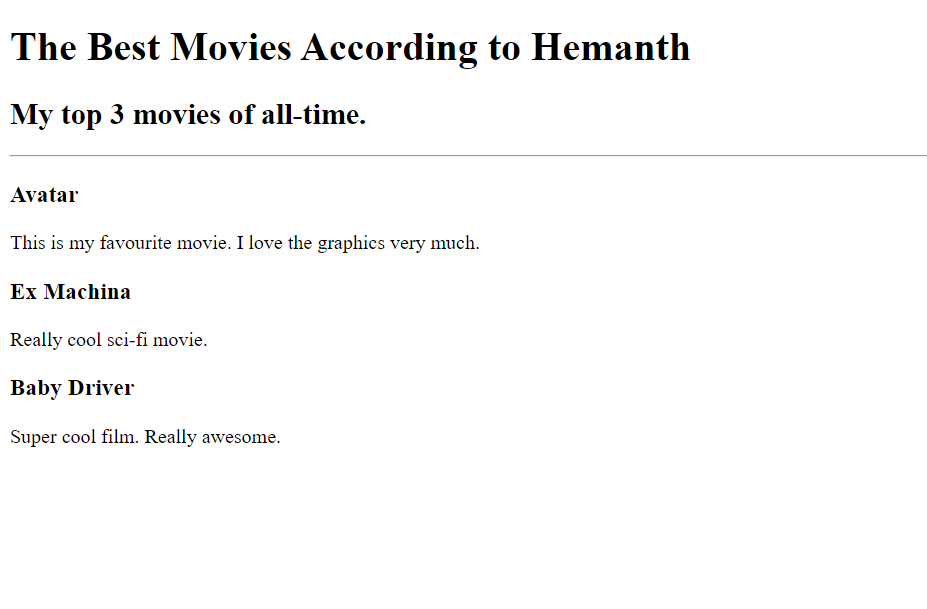 The Best Movies According to Hemanth
My top 3 movies of all-time.
Avatar
This is my favourite movie. I love the graphics very much.
Ex Machina
Really cool sci-fi movie.
Baby Driver
Super cool film. Really awesome.